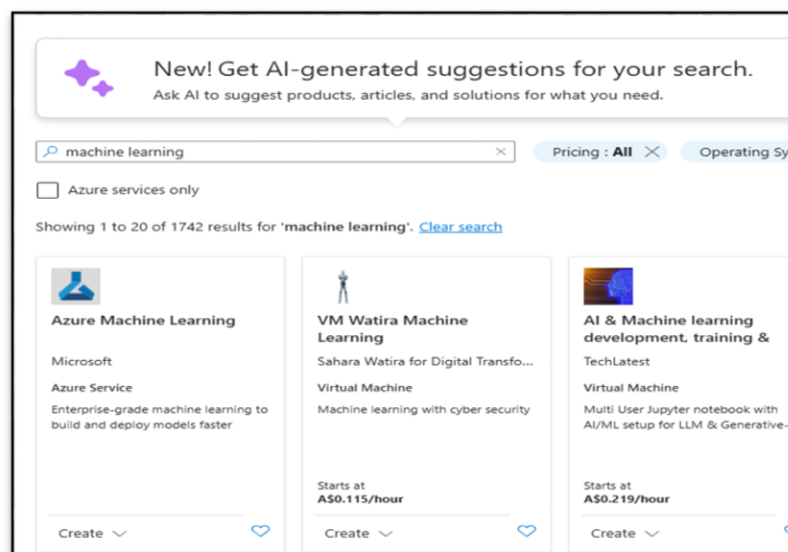 New! Get AI-generated suggestions for your search.
Ask AI to suggest products, articles, and solutions for what you need.
machine learning
Pricing : All
Operating Sy
Azure services only
Showing 1 to 20 of 1742 results for 'machine learning'. Clear search
Azure Machine Learning
Microsoft
Azure Service
Enterprise-grade machine learning to
build and deploy models faster
Create
VM Watira Machine
Learning
Sahara Watira for Digital Transfo...
Virtual Machine
Machine learning with cyber security
Starts at
A$0.115/hour
Create
AI & Machine learning
development, training &
TechLatest
Virtual Machine
Multi User Jupyter notebook with
AI/ML setup for LLM & Generative-
Starts at
A$0.219/hour
Create